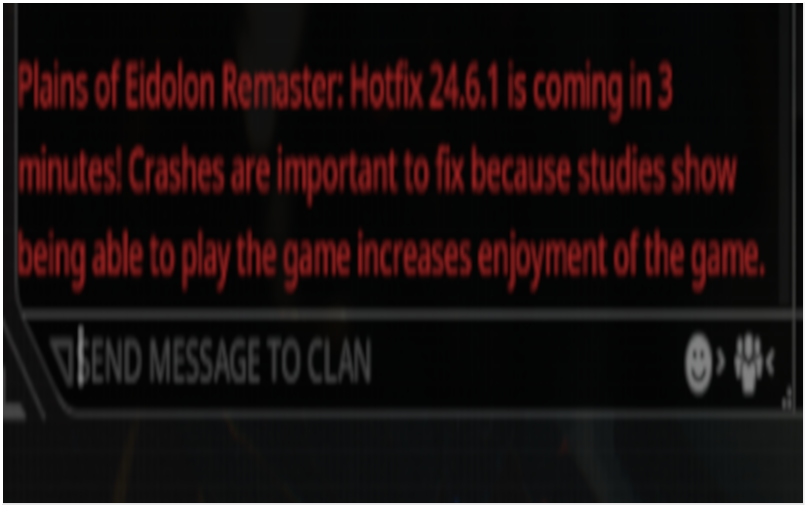 Plains of Eidolon Remaster: Hotfix 24.6.1 is coming in 3
minutes! Crashes are important to fix because studies show
being able to play the game increases enjoyment of the game.
SEND MESSAGE TO CLAN